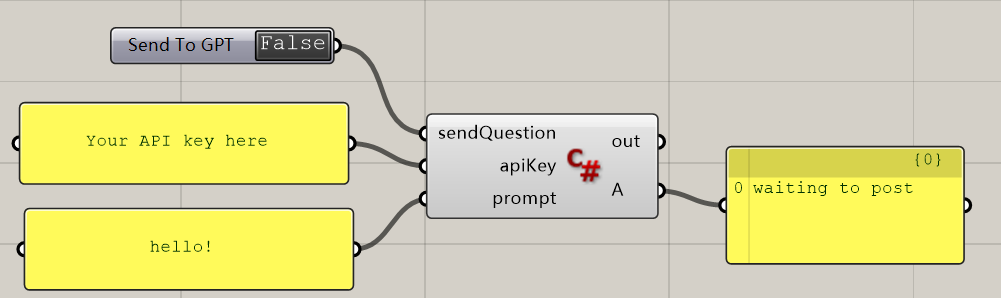 Send To GPT False
Your API key here
hello!
sendQuestion
apiKey
prompt
C#
out
A
{0}
0 waiting to post